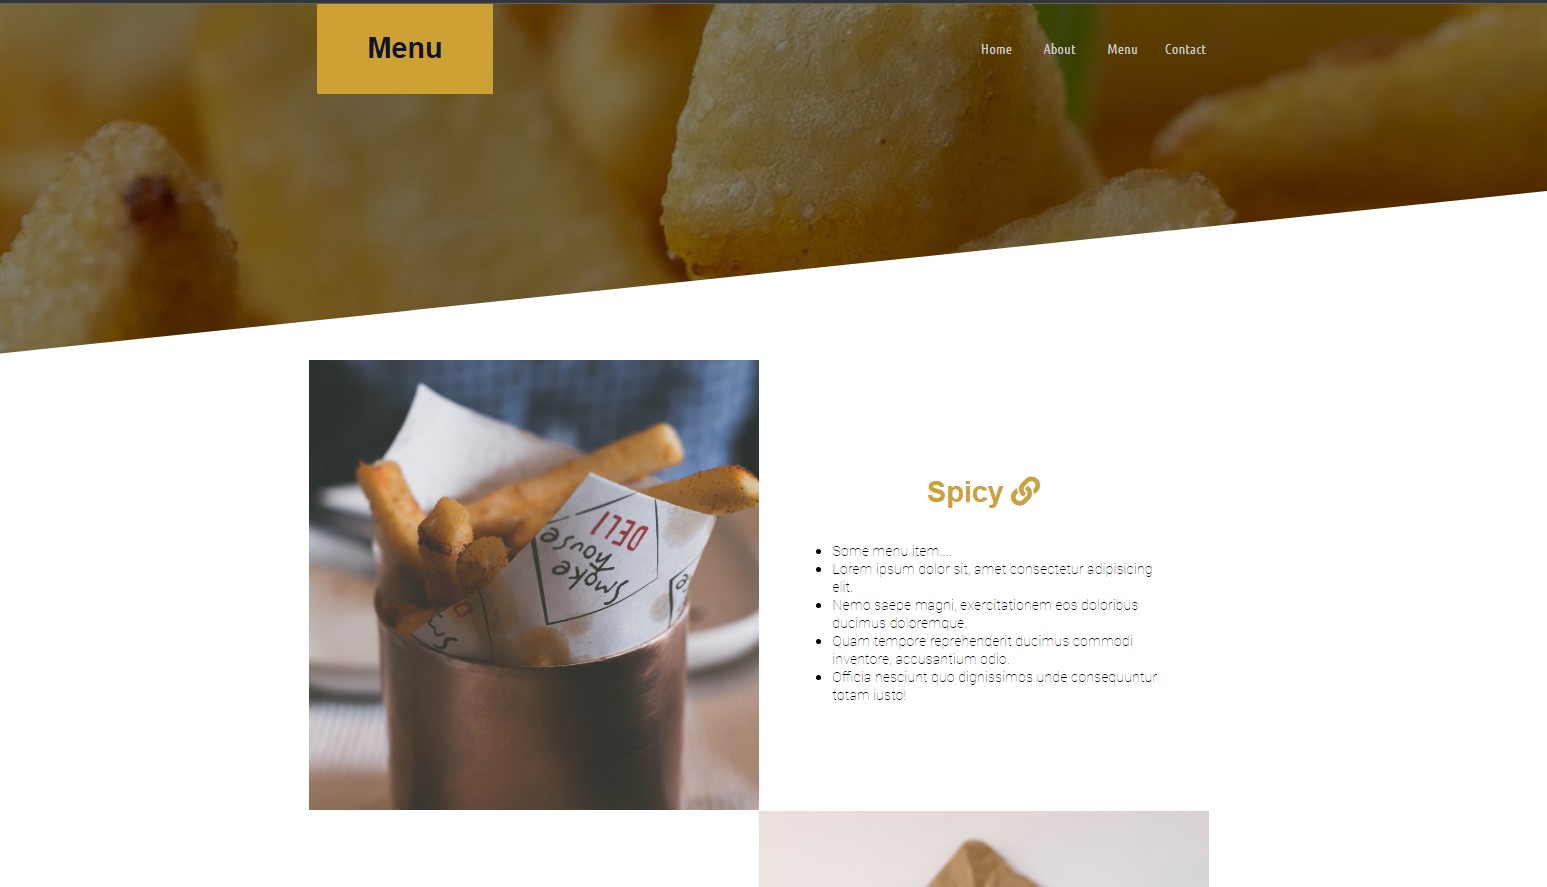 Menu
Home
About
Menu
Contact
DELI
house
smoke
Spicy
Some menu item....
Lorem ipsum dolor sit, amet consectetur adipisicing
elit.
Nemo saepe magni, exercitationem eos doloribus
ducimus doloremque.
Quam tempore reprehenderit ducimus commodi
inventore, accusantium odio.
Officia nesciunt quo dignissimos unde consequuntur
totam iusto!